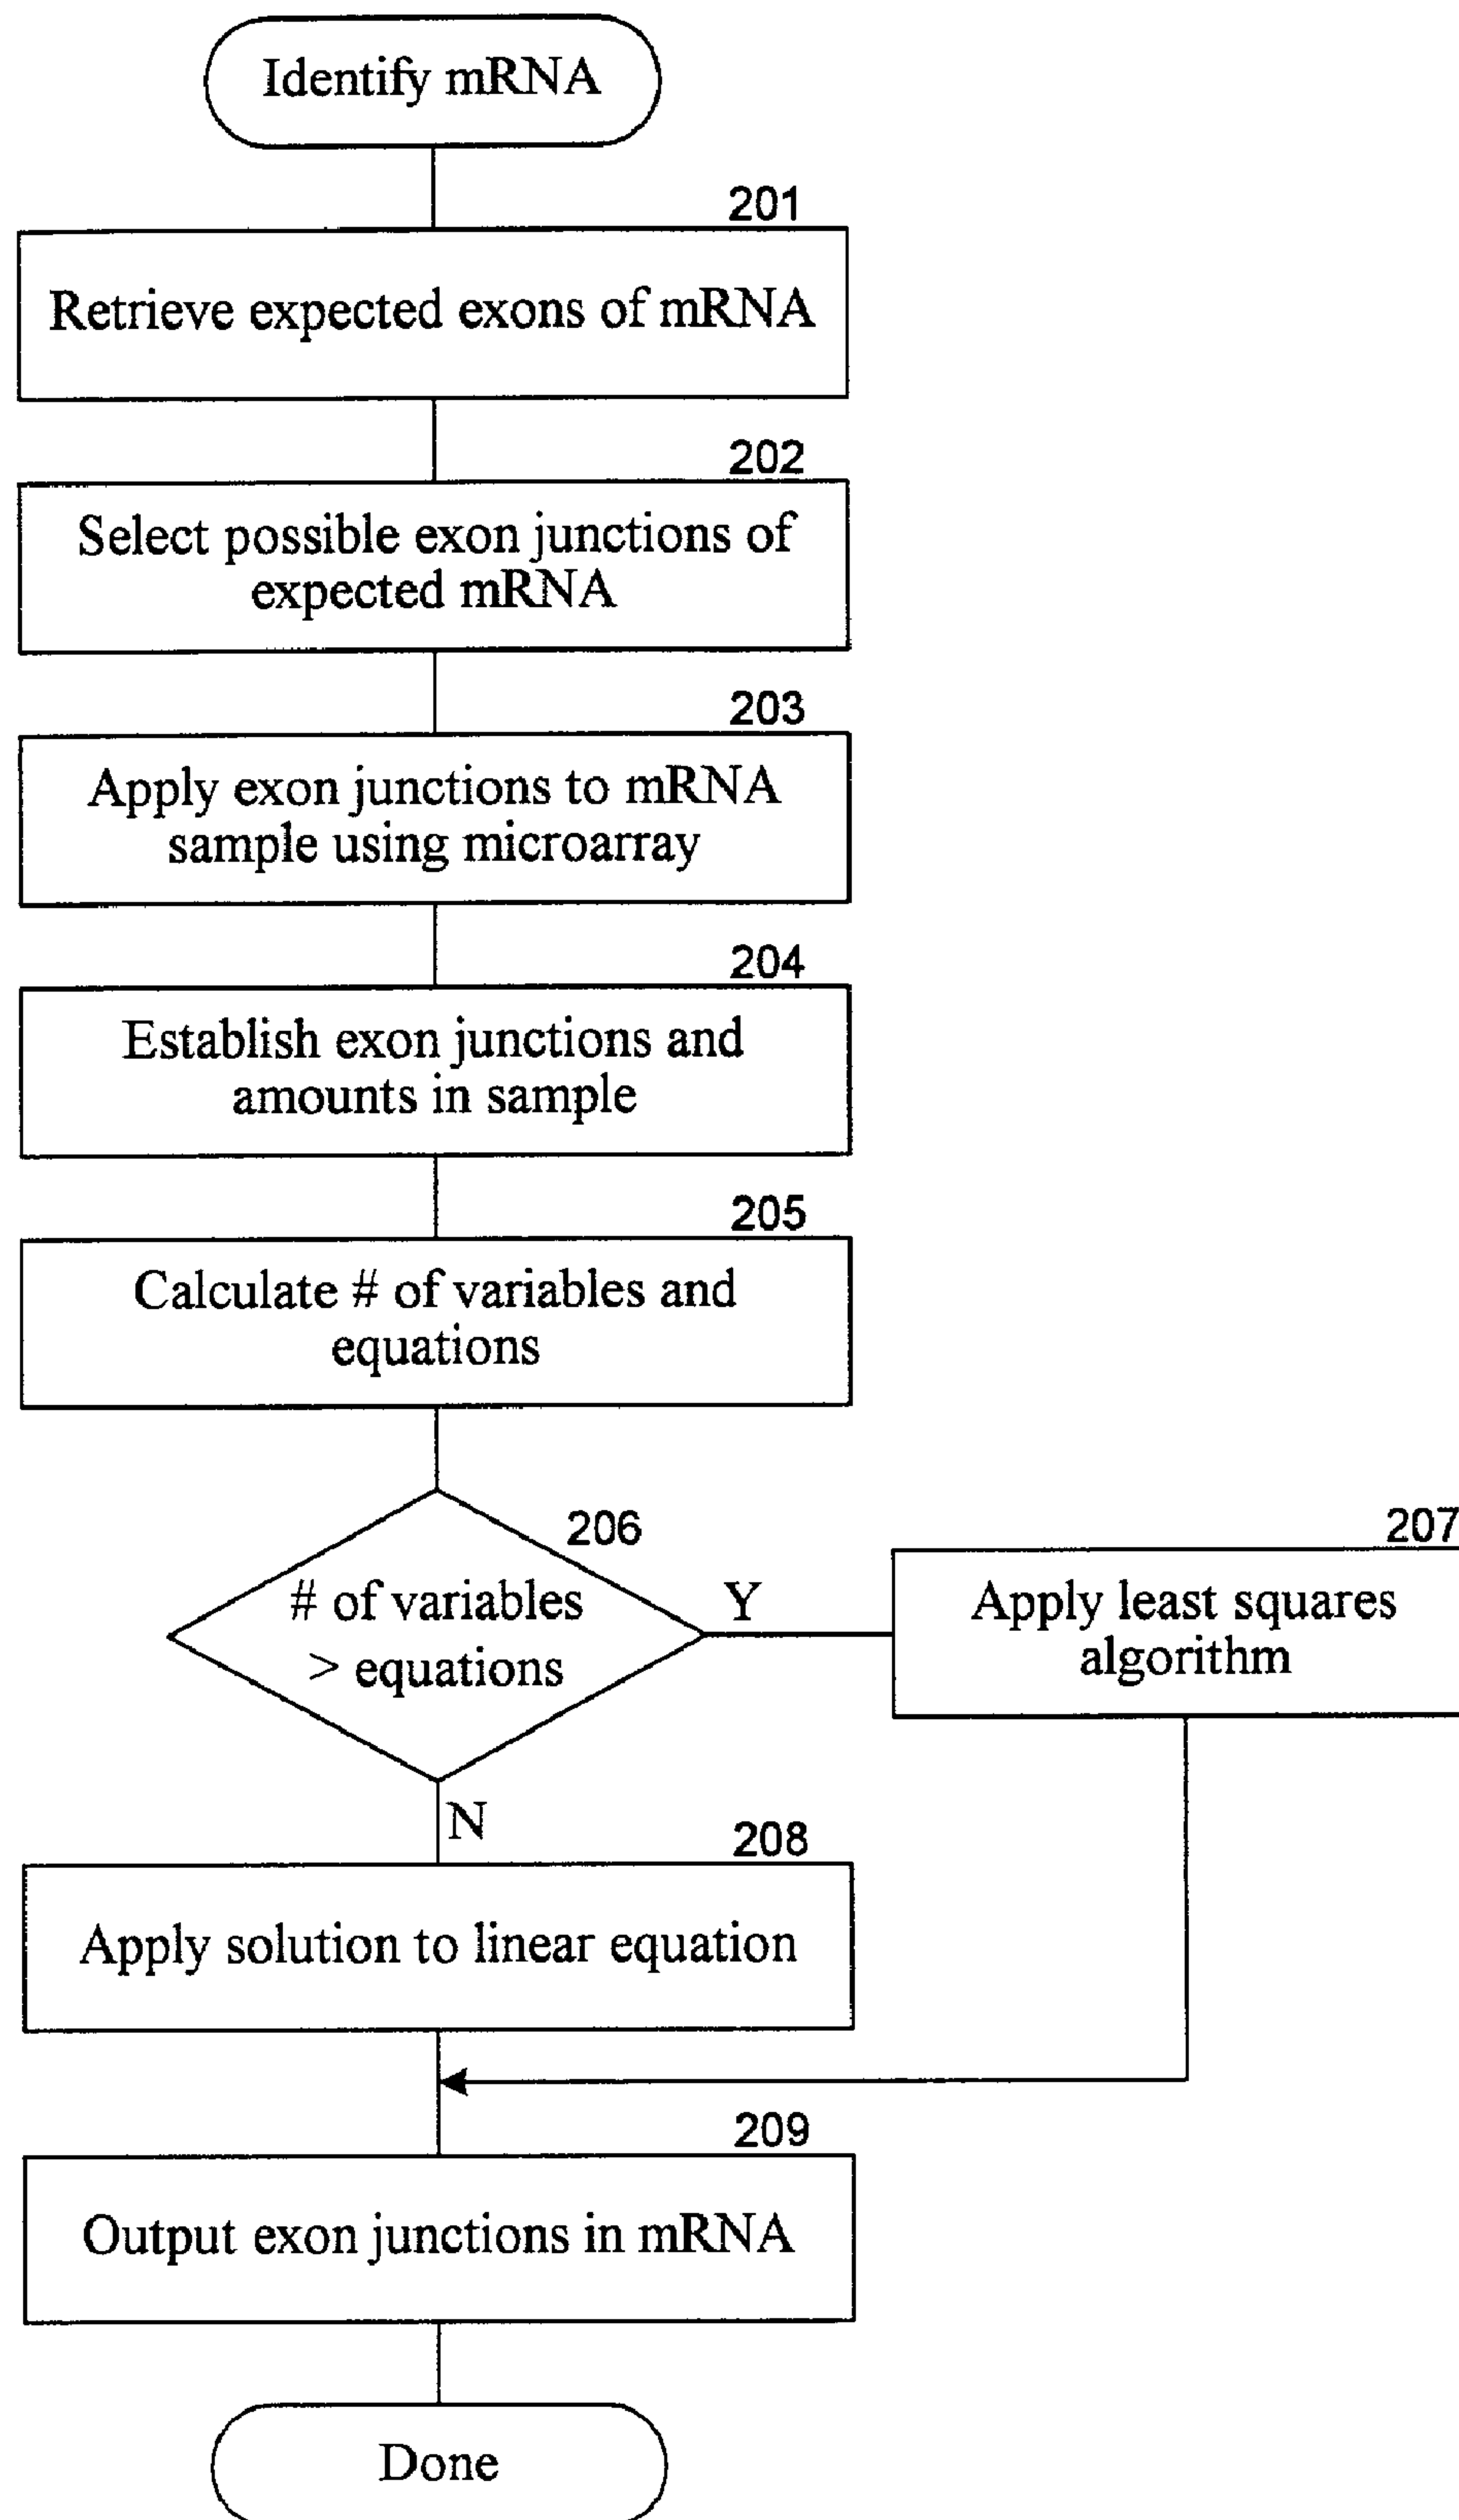 Identify mRNA
201
Retrieve expected exons of mRNA
202
Select possible exon junctions of
expected mRNA
203
Apply exon junctions to mRNA
sample using microarray
204
Establish exon junctions and
amounts in sample
205
Calculate # of variables and
equations
206
# of variables
> equations
Y
207
Apply least squares
algorithm
N
208
Apply solution to linear equation
209
Output exon junctions in mRNA
Done